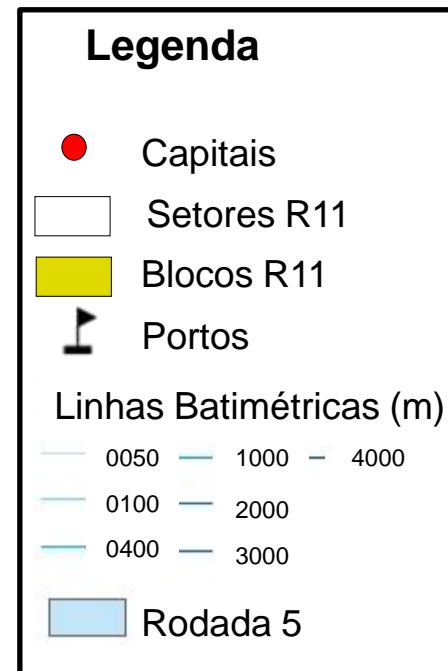 Legenda
Capitais
Setores R11
Blocos R11
Portos
Linhas Batimétricas (m)
0050 1000 4000
0100 2000
0400 3000
Rodada 5